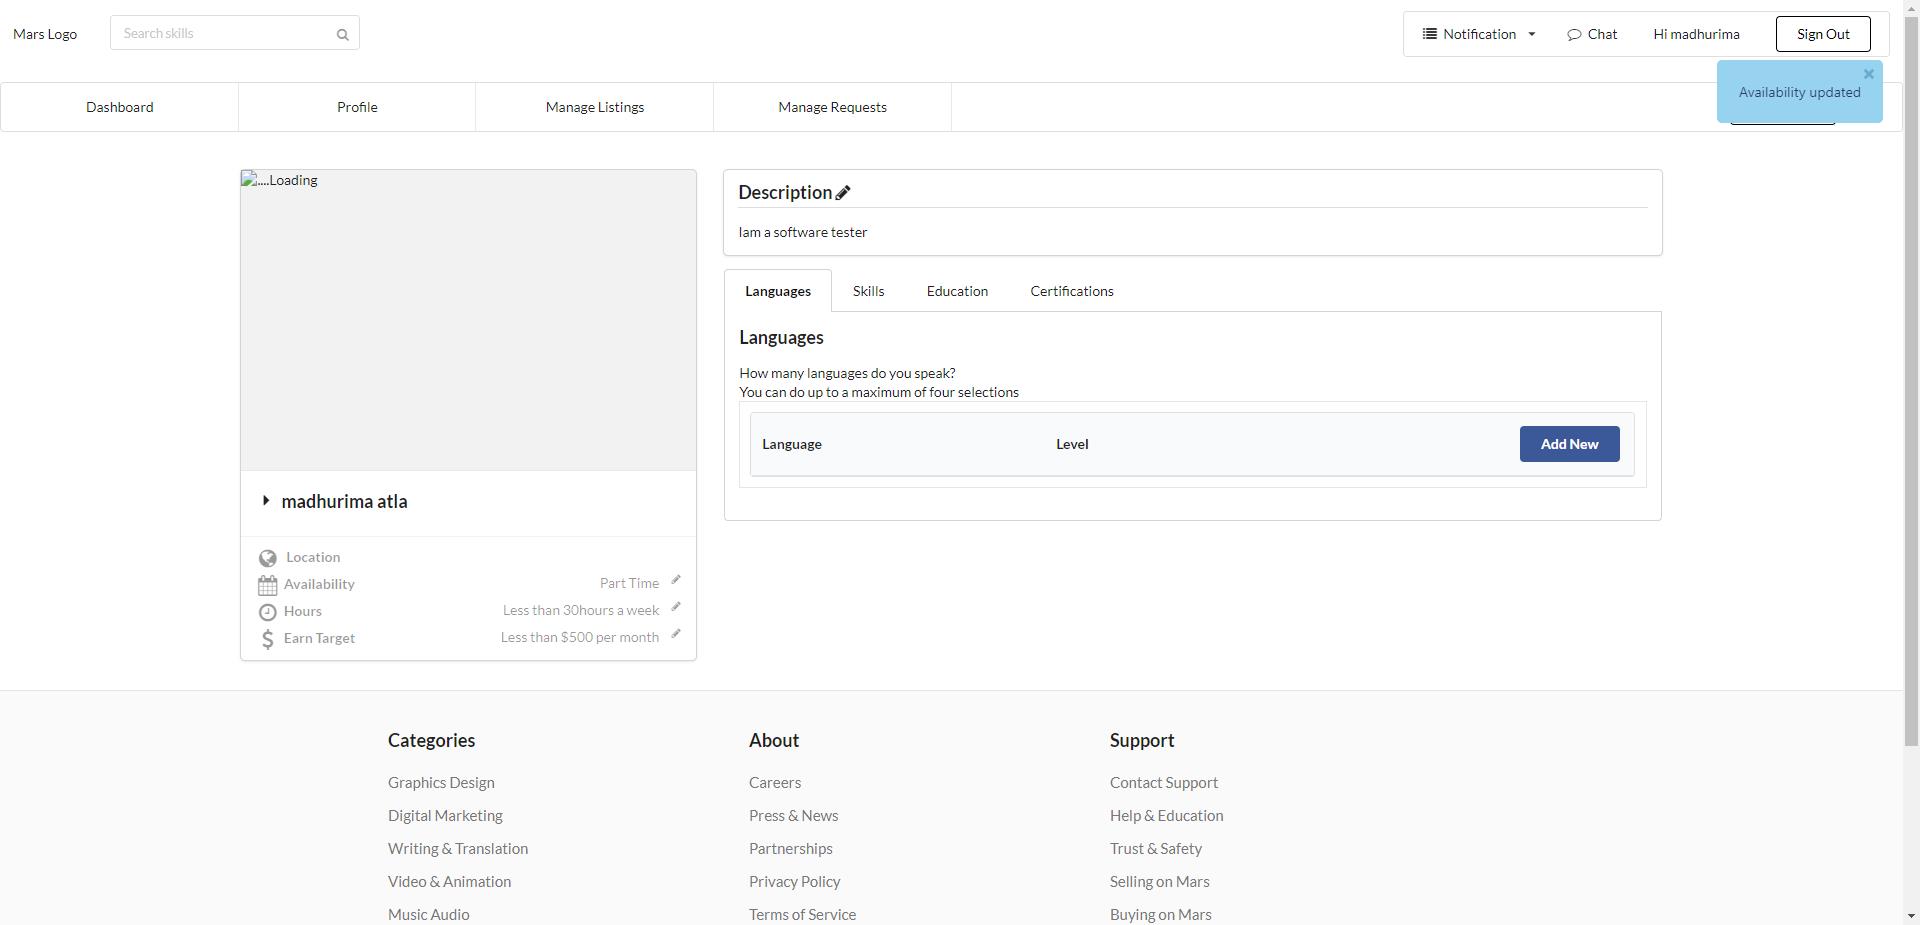 Mars Logo
Search skills
Notification
Chat
Hi madhurima
Sign Out
Availability updated
Dashboard
Profile
Manage Listings
Manage Requests
....Loading
madhurima atla
Location
Availability
Part Time
Hours
Less than 30hours a week
Earn Target
Less than $500 per month
Description
Iam a software tester
Languages
Skills
Education
Certifications
Languages
How many languages do you speak?
You can do up to a maximum of four selections
Language
Level
Add New
Categories
Graphics Design
Digital Marketing
Writing & Translation
Video & Animation
Music Audio
About
Careers
Press & News
Partnerships
Privacy Policy
Terms of Service
Support
Contact Support
Help & Education
Trust & Safety
Selling on Mars
Buying on Mars